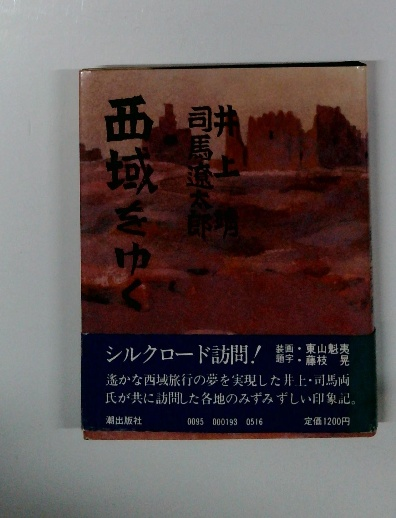 西域をゆく
井上靖
司馬遼太郎
シルクロード訪問!
装画・東山魁夷
題字・藤枝晃
遙かな西域旅行の夢を実現した井上・司馬両
氏が共に訪問した各地のみずみずしい印象記。
潮出版社 0095 000193 0516 定価1200円